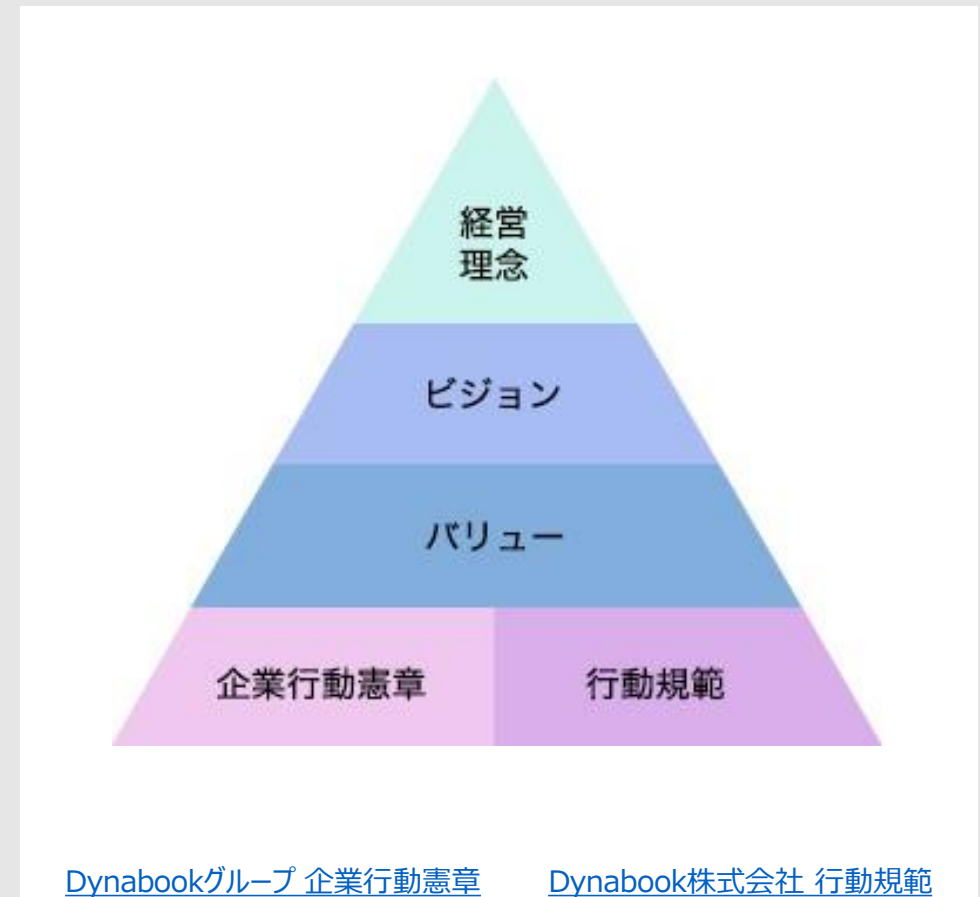 経営
理念
ビジョン
バリュー
企業行動憲章
行動規範
Dynabookグループ 企業行動憲章
Dynabook株式会社 行動規範